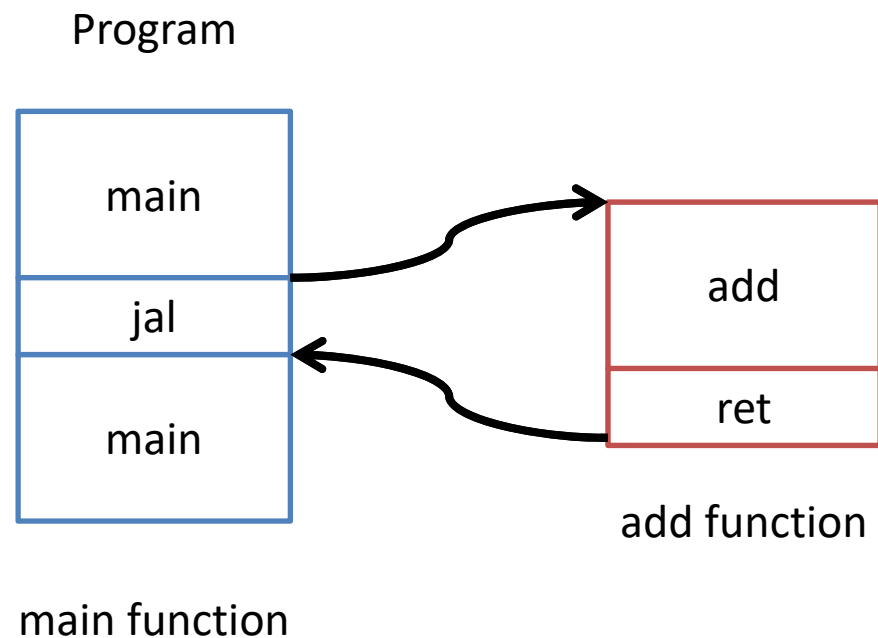 Program
main
jal
main
main function
add
ret
add function